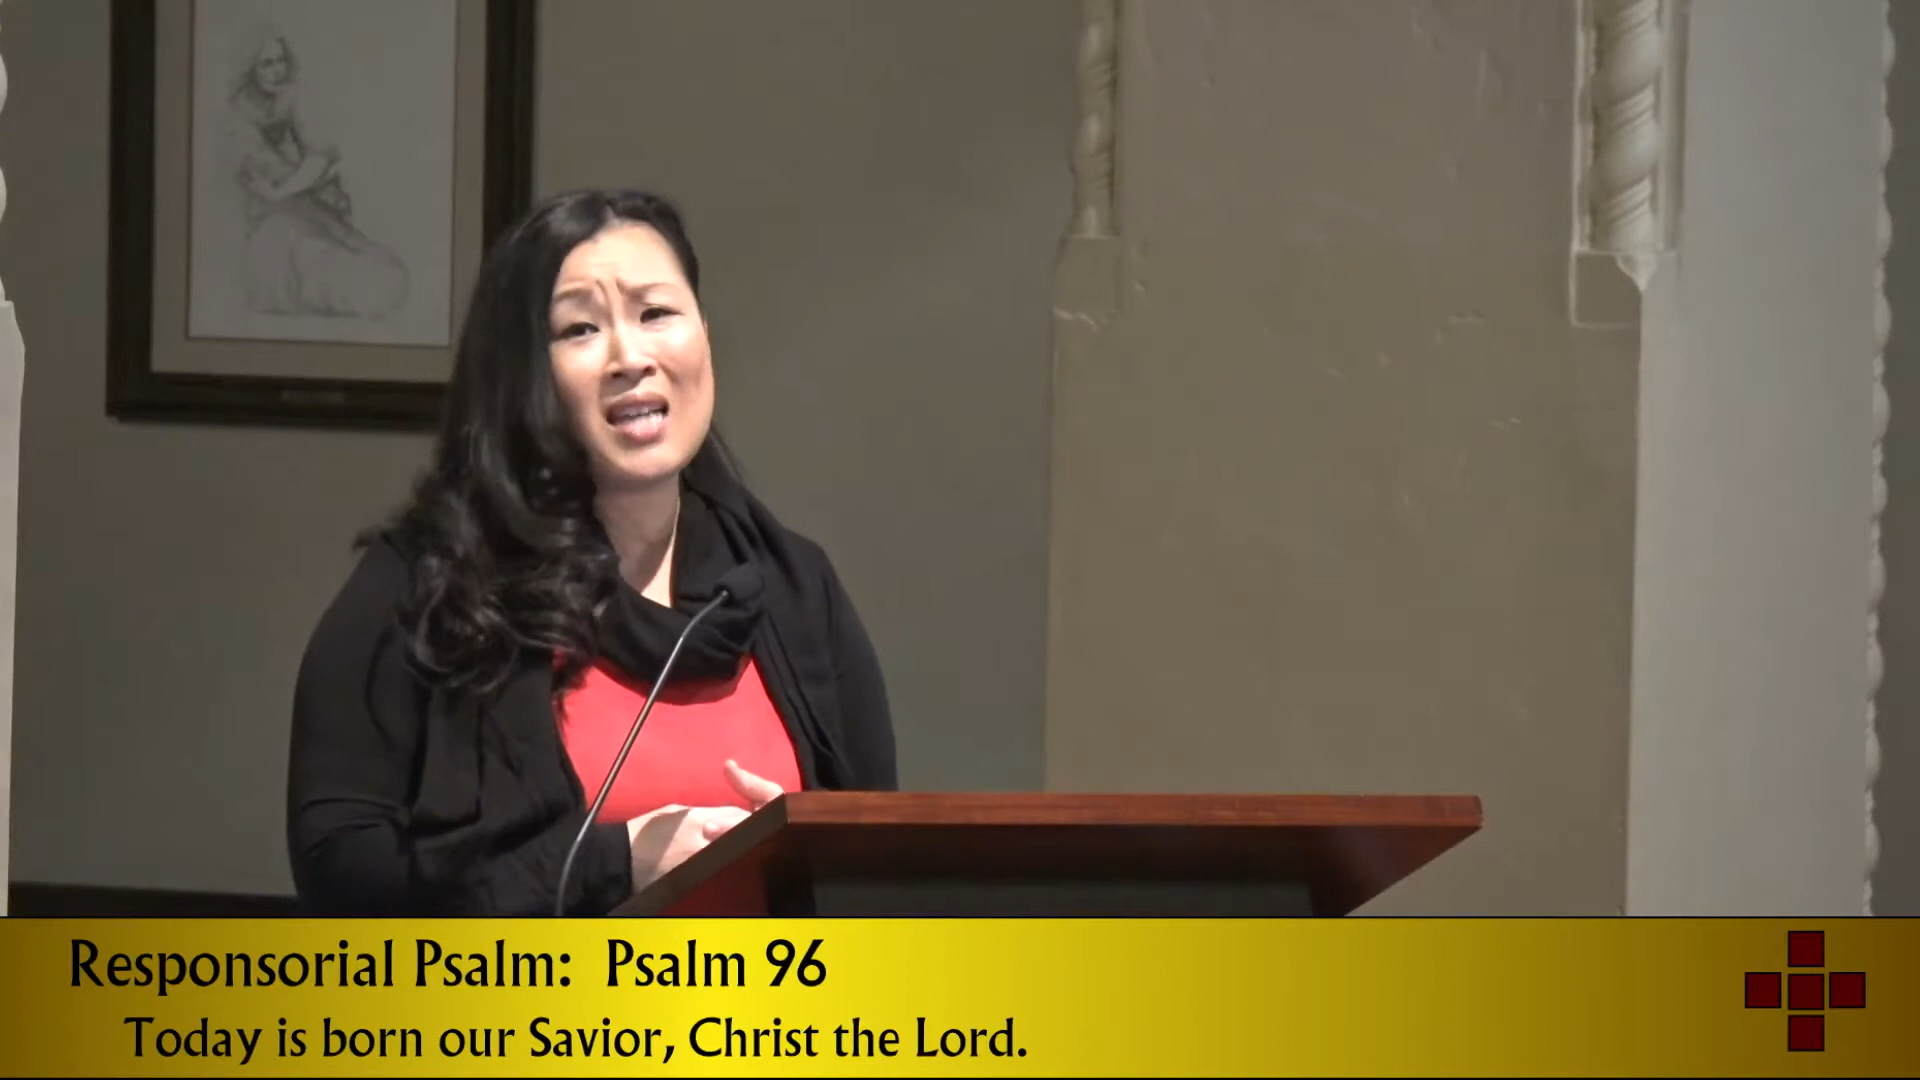 Responsorial Psalm: Psalm 96
Today is born our Savior, Christ the Lord.